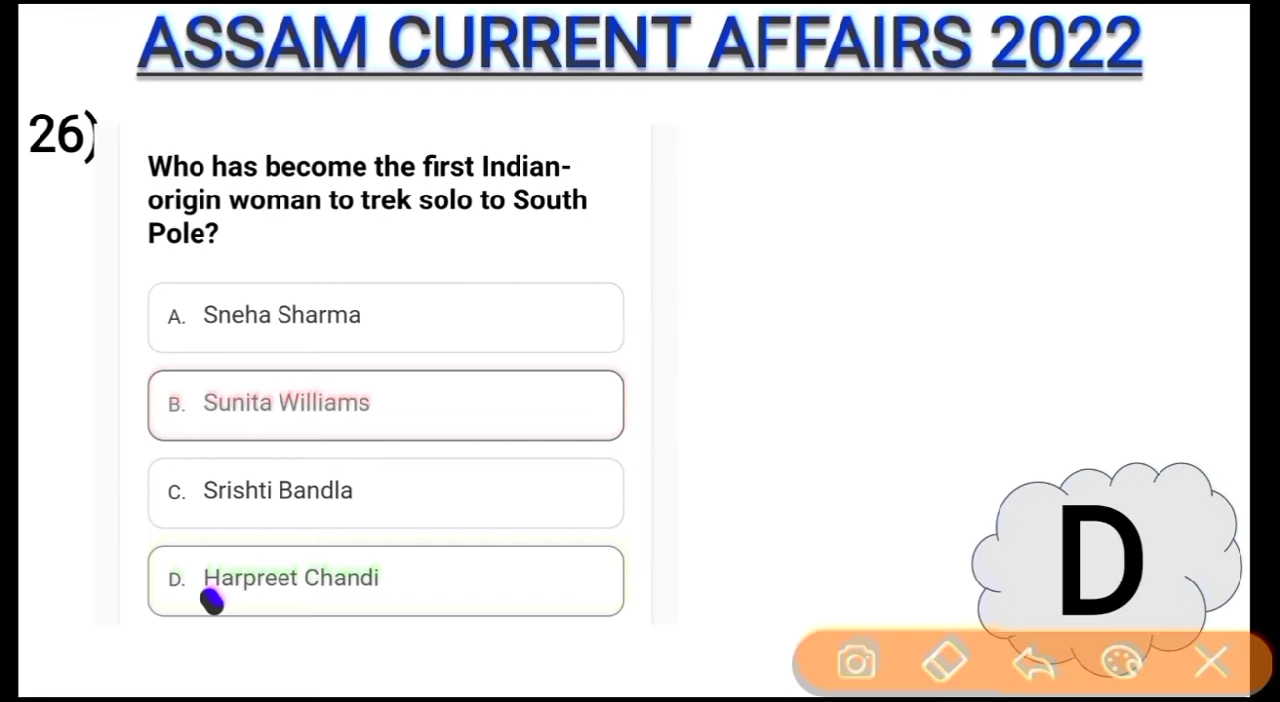 ASSAM CURRENT AFFAIRS 2022
26)
Who has become the first Indian-
origin woman to trek solo to South
Pole?
A. Sneha Sharma
B. Sunita Williams
C. Srishti Bandla
D. Harpreet Chandi
D